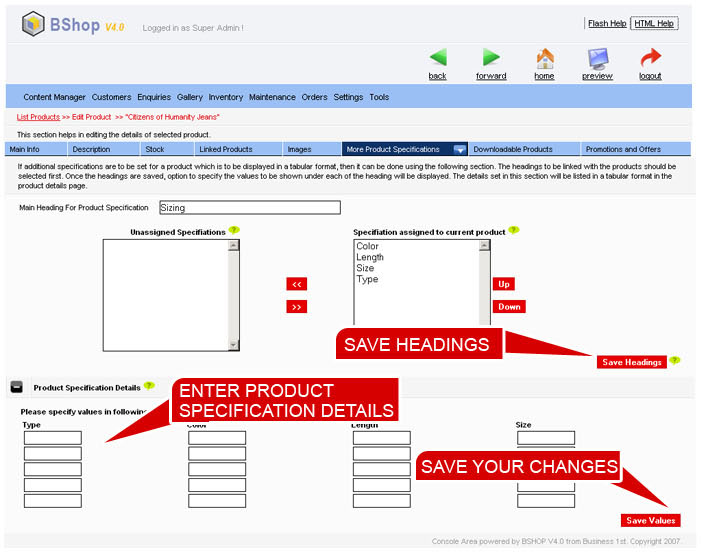 BShop V4.0
Logged in as Super Admin !
Flash Help
HTML Help
back forward home preview logout
Content Manager Customers Enquiries Gallery Inventory Maintenance Orders Settings Tools
List Products >> Edit Product >> "Citizens of Humanity Jeans"
This section helps in editing the details of selected product.
Main Info Description Stock Linked Products Images More Product Specifications Downloadable Products Promotions and Offers
If additional specifications are to be set for a product which is to be displayed in a tabular format, then it can be done using the following section. The headings to be linked with the products should be
selected first. Once the headings are saved, option to specify the values to be shown under each of the heading will be displayed. The details set in this section will be listed in a tabular format in the
product details page.
Main Heading For Product Specification Sizing
Unassigned Specifiations ?
Specifiation assigned to current product ?
Color
Length
Size
Type
<<
>>
Up
Down
SAVE HEADINGS
Save Headings ?
Product Specification Details ?
ENTER PRODUCT
SPECIFICATION DETAILS
Please specify values in following
Type Color Length Size
SAVE YOUR CHANGES
Save Values
Console Area powered by BSHOP V4.0 from Business 1st. Copyright 2007.